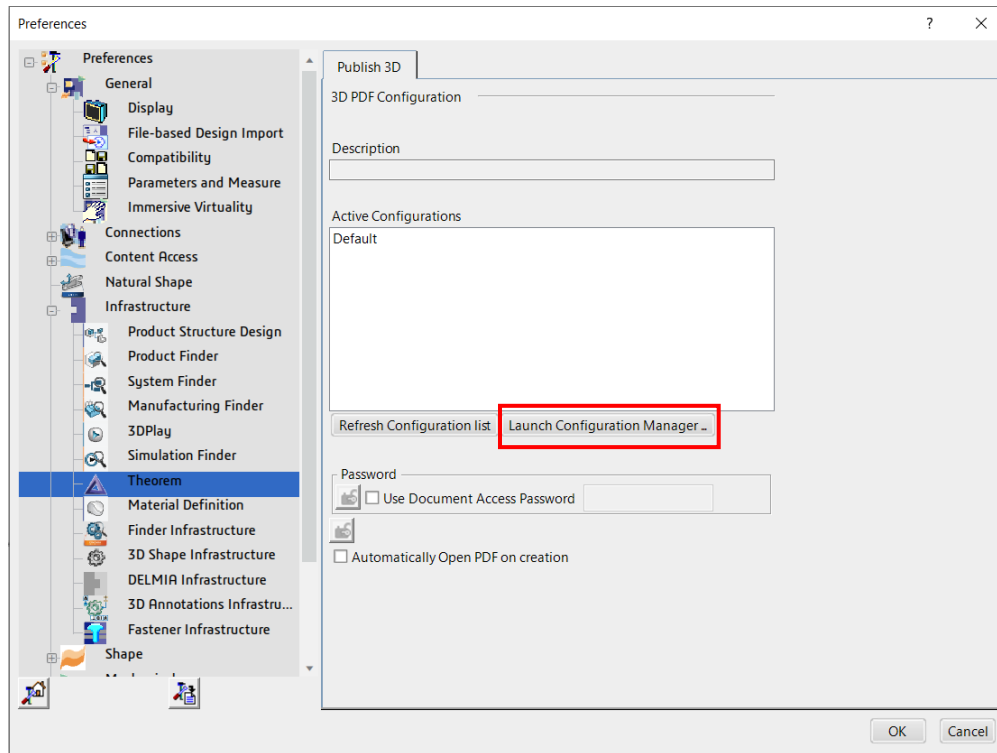 Preferences
?
Preferences
General
Display
File-based Design Import
Compatibility
Parameters and Measure
Immersive Virtuality
Connections
Content Access
Natural Shape
Infrastructure
Product Structure Design
Product Finder
System Finder
Manufacturing Finder
3DPlay
Simulation Finder
Theorem
Material Definition
Finder Infrastructure
3D Shape Infrastructure
DELMIA Infrastructure
3D Annotations Infrastru...
Fastener Infrastructure
Shape
Publish 3D
3D PDF Configuration
Description
Active Configurations
Default
Refresh Configuration list
Launch Configuration Manager ..
Password
Use Document Access Password
Automatically Open PDF on creation
OK
Cancel